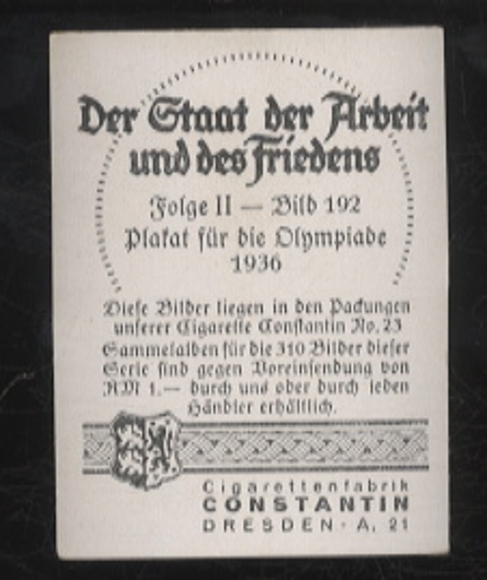 Der Staat der Arbeit
und des Friedens
Folge II — Bild 192
Plakat für die Olympiade
1936
Diese Bilder liegen in den Packungen
unserer Cigarette Constantin No. 23
Sammelalben für die 310 Bilder dieser
Serie sind gegen Voreinsendung von
RM 1.— durch uns oder durch jeden
Händler erhältlich.
Cigarettenfabrik
CONSTANTIN
DRESDEN · A. 21